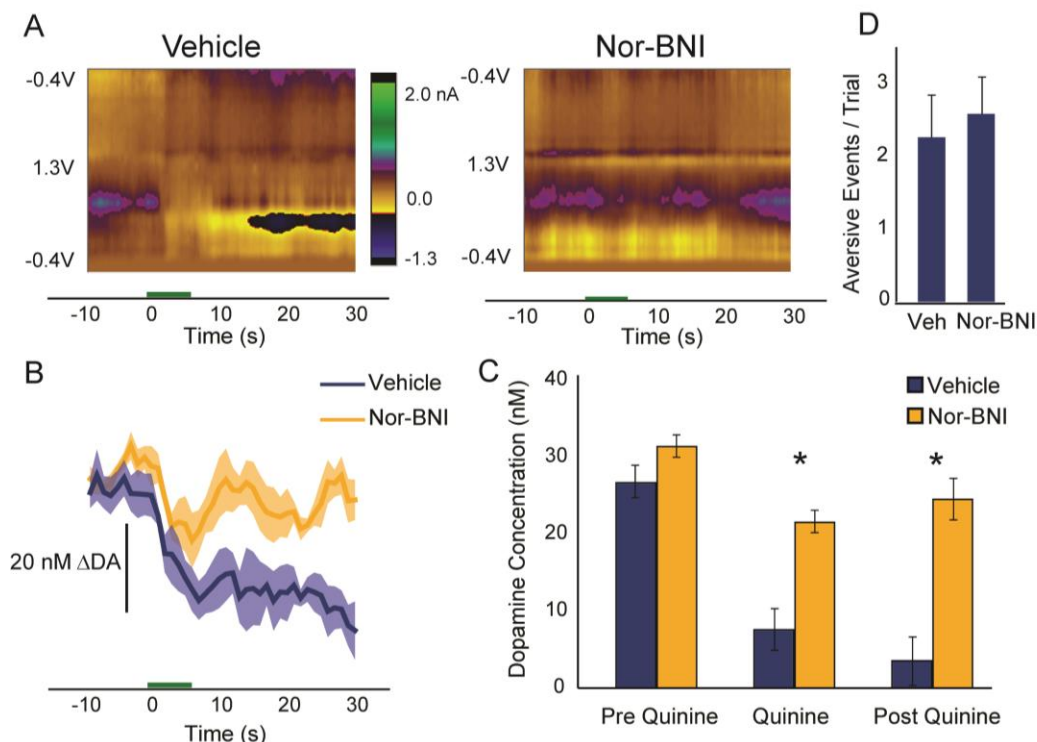 A
Vehicle
-0.4V
1.3V
-0.4V
2.0 nA
0.0
-1.3
-10 0 10 20 30
Time (s)
Nor-BNI
-0.4V
1.3V
-0.4V
-10 0 10 20 30
Time (s)
D
Aversive Events / Trial
3
2
1
0
Veh Nor-BNI
B
Vehicle
Nor-BNI
20 nM ΔDA
-10 0 10 20 30
Time (s)
C
Dopamine Concentration (nM)
40
30
20
10
0
Vehicle
Nor-BNI
* *
Pre Quinine Quinine Post Quinine